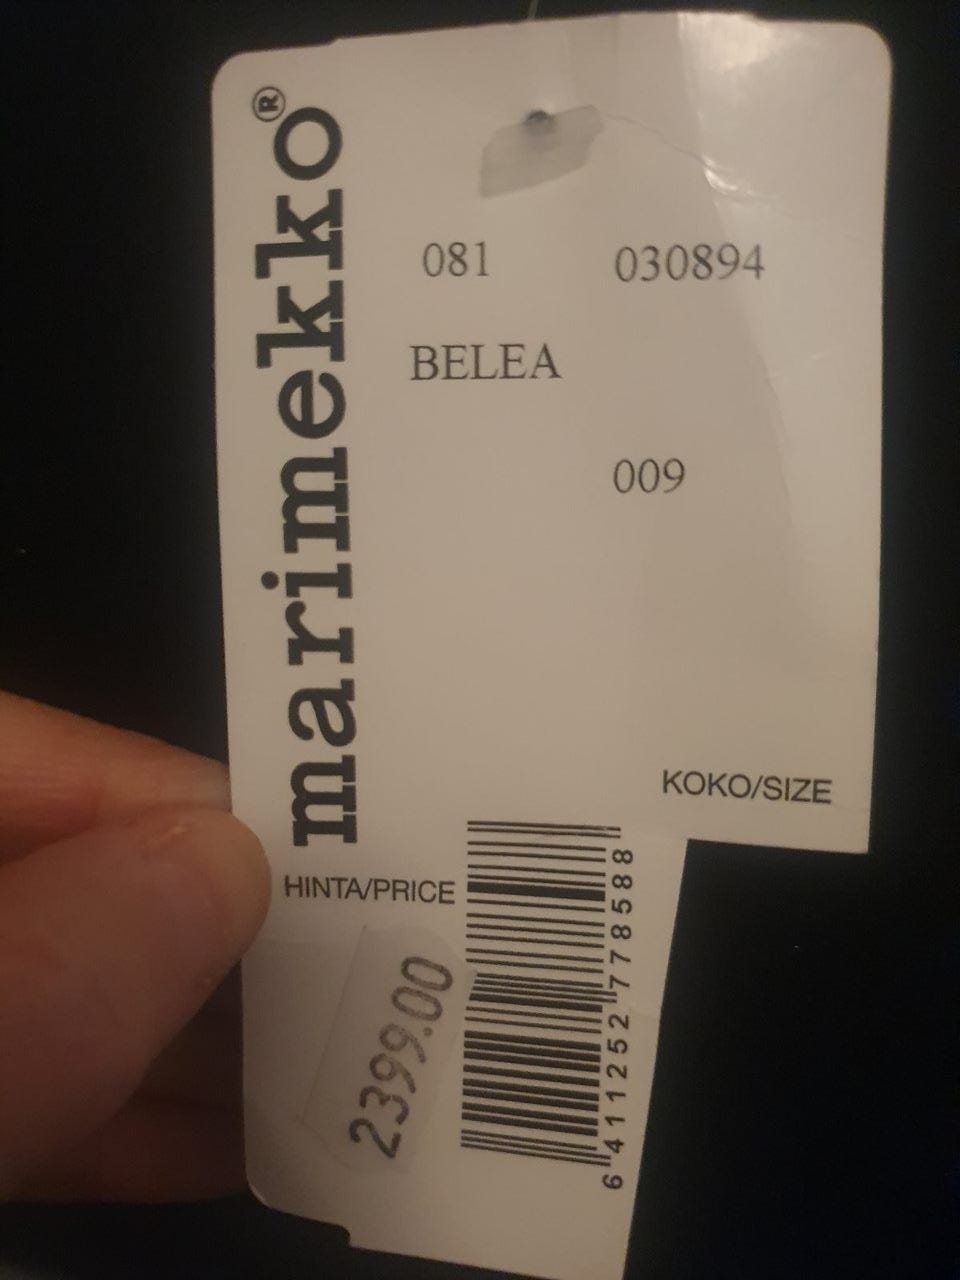 marimekko®
081 030894
BELEA
009
KOKO/SIZE
HINTA/PRICE
2399.00
6 411252 778588